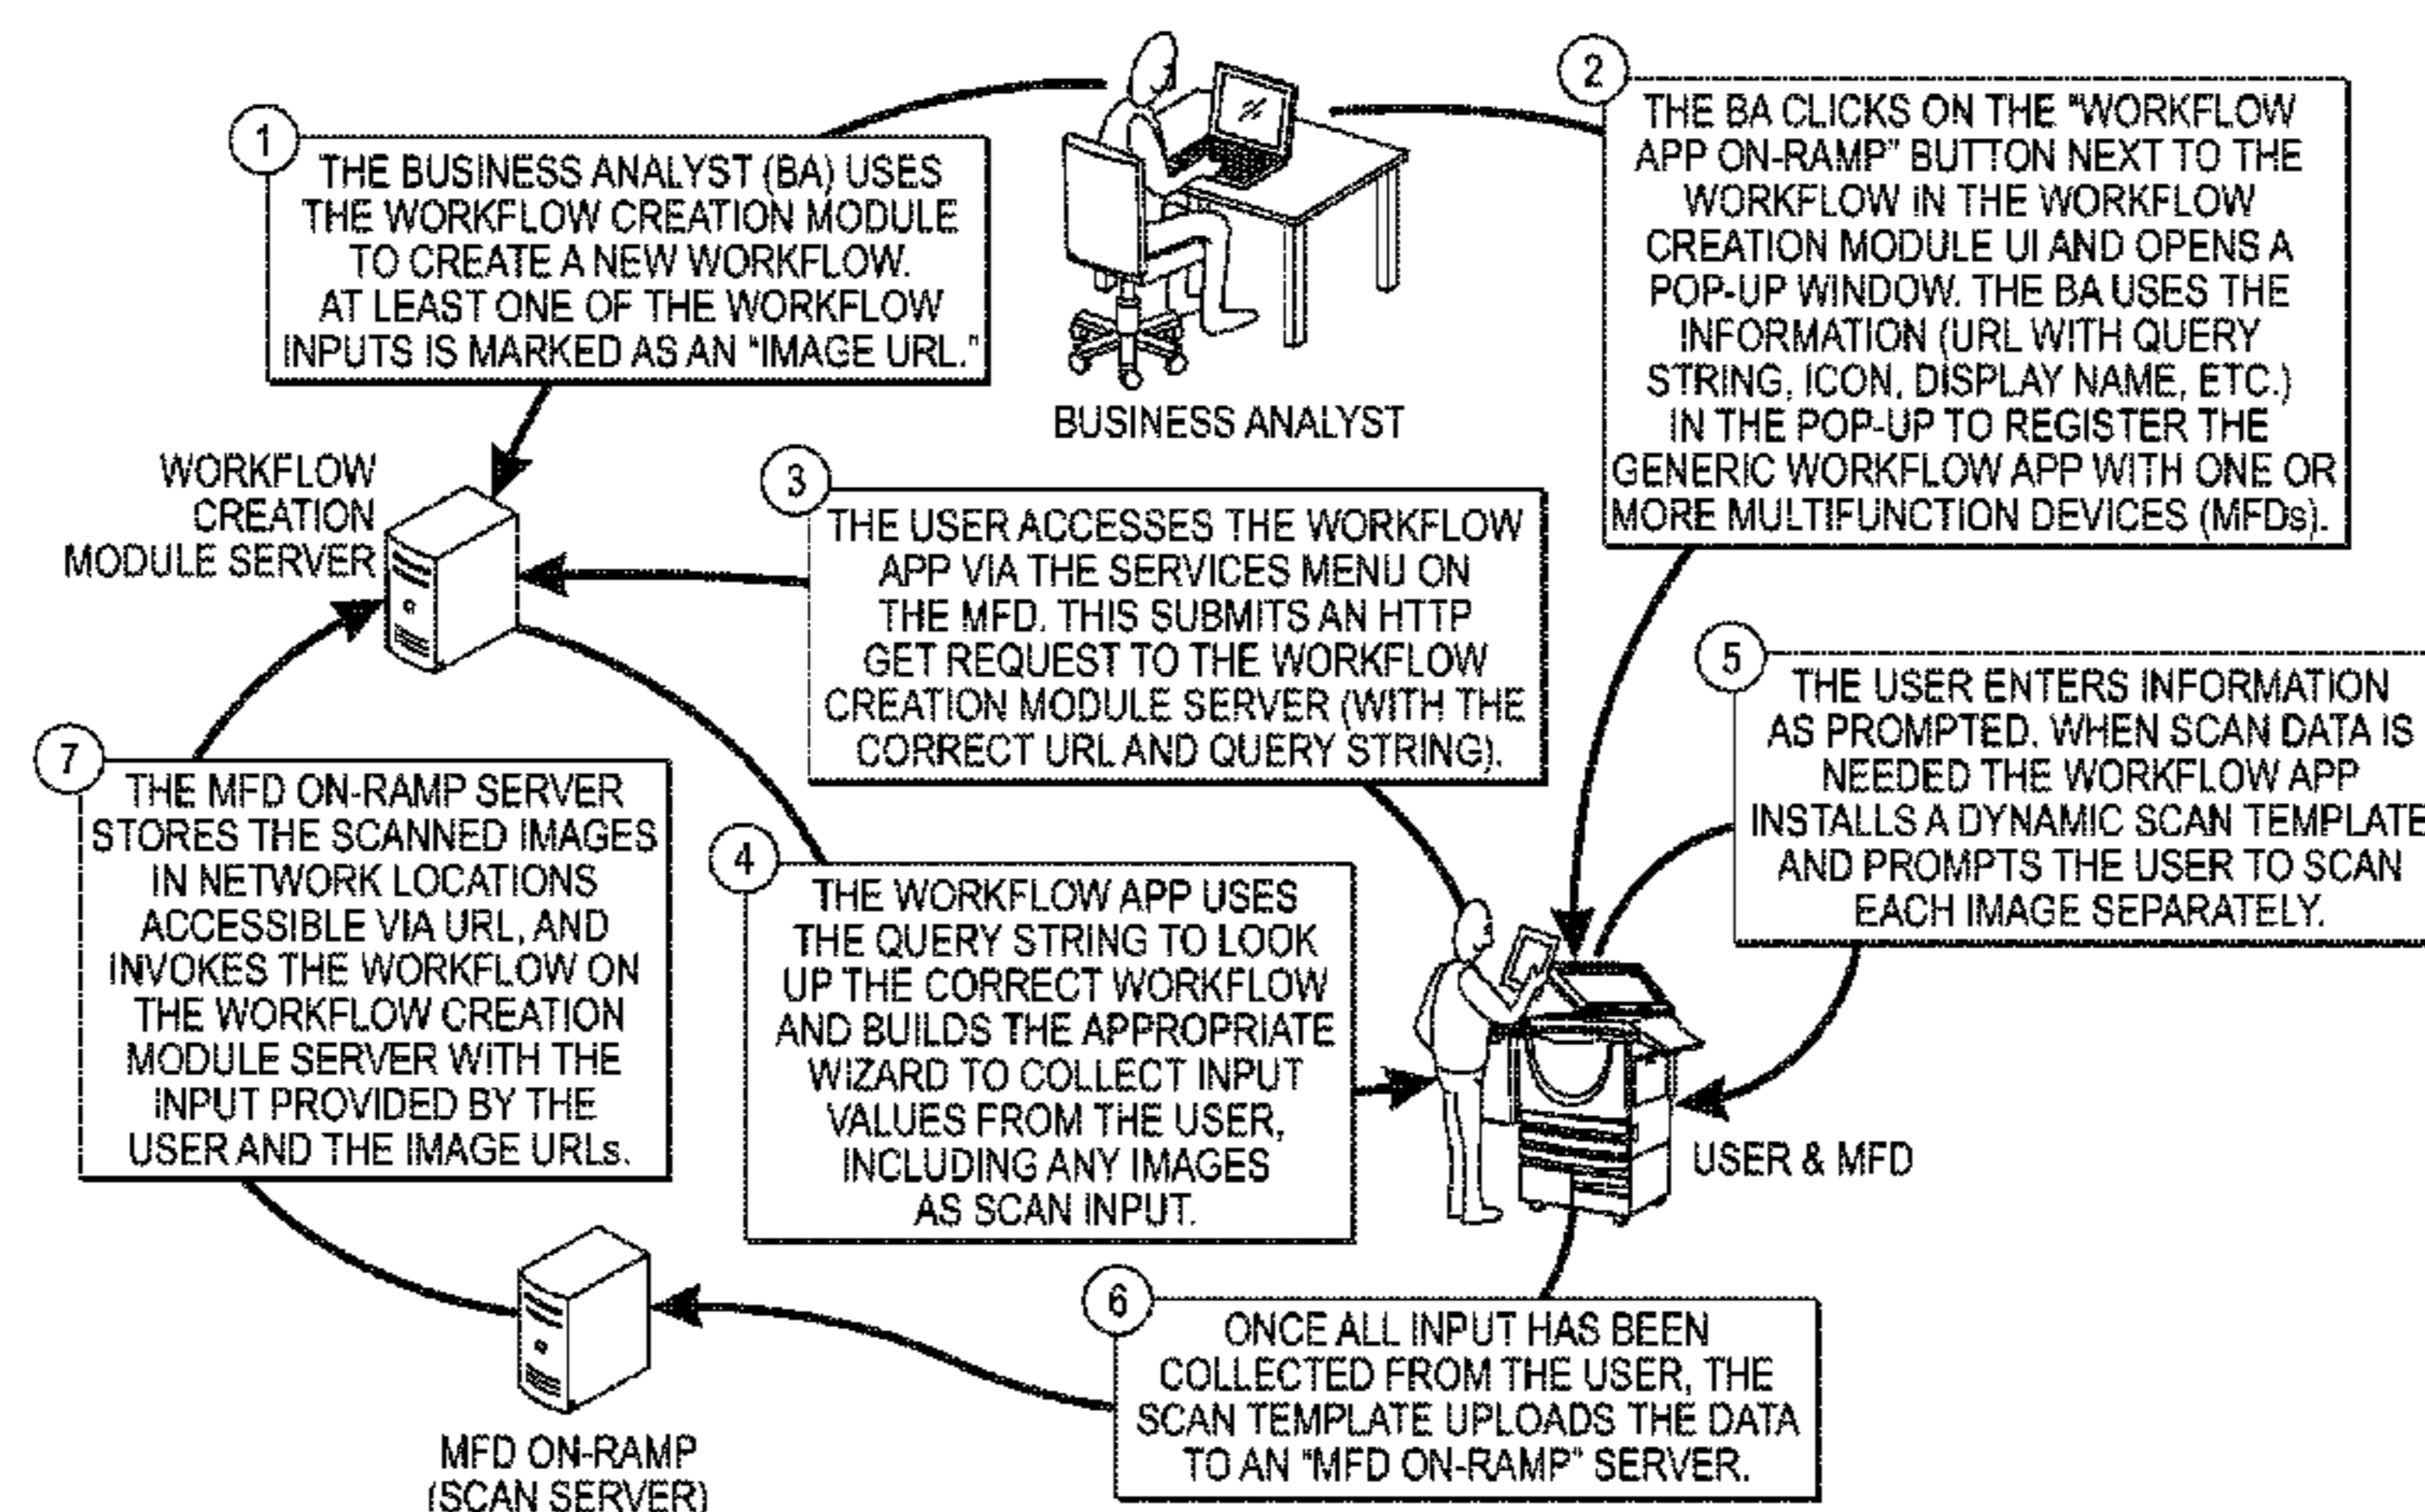 1
THE BUSINESS ANALYST (BA) USES
THE WORKFLOW CREATION MODULE
TO CREATE A NEW WORKFLOW.
AT LEAST ONE OF THE WORKFLOW
INPUTS IS MARKED AS AN "IMAGE URL."
BUSINESS ANALYST
2
THE BA CLICKS ON THE "WORKFLOW
APP ON-RAMP" BUTTON NEXT TO THE
WORKFLOW IN THE WORKFLOW
CREATION MODULE UI AND OPENS A
POP-UP WINDOW. THE BA USES THE
INFORMATION (URL WITH QUERY
STRING, ICON, DISPLAY NAME, ETC.)
IN THE POP-UP TO REGISTER THE
GENERIC WORKFLOW APP WITH ONE OR
MORE MULTIFUNCTION DEVICES (MFDs).
WORKFLOW
CREATION
MODULE SERVER
3
THE USER ACCESSES THE WORKFLOW
APP VIA THE SERVICES MENU ON
THE MFD. THIS SUBMITS AN HTTP
GET REQUEST TO THE WORKFLOW
CREATION MODULE SERVER (WITH THE
CORRECT URL AND QUERY STRING).
4
THE WORKFLOW APP USES
THE QUERY STRING TO LOOK
UP THE CORRECT WORKFLOW
AND BUILDS THE APPROPRIATE
WIZARD TO COLLECT INPUT
VALUES FROM THE USER,
INCLUDING ANY IMAGES
AS SCAN INPUT.
5
THE USER ENTERS INFORMATION
AS PROMPTED. WHEN SCAN DATA IS
NEEDED THE WORKFLOW APP
INSTALLS A DYNAMIC SCAN TEMPLATE
AND PROMPTS THE USER TO SCAN
EACH IMAGE SEPARATELY.
USER & MFD
6
ONCE ALL INPUT HAS BEEN
COLLECTED FROM THE USER, THE
SCAN TEMPLATE UPLOADS THE DATA
TO AN "MFD ON-RAMP" SERVER.
7
THE MFD ON-RAMP SERVER
STORES THE SCANNED IMAGES
IN NETWORK LOCATIONS
ACCESSIBLE VIA URL, AND
INVOKES THE WORKFLOW ON
THE WORKFLOW CREATION
MODULE SERVER WITH THE
INPUT PROVIDED BY THE
USER AND THE IMAGE URLs.
MFD ON-RAMP
(SCAN SERVER)